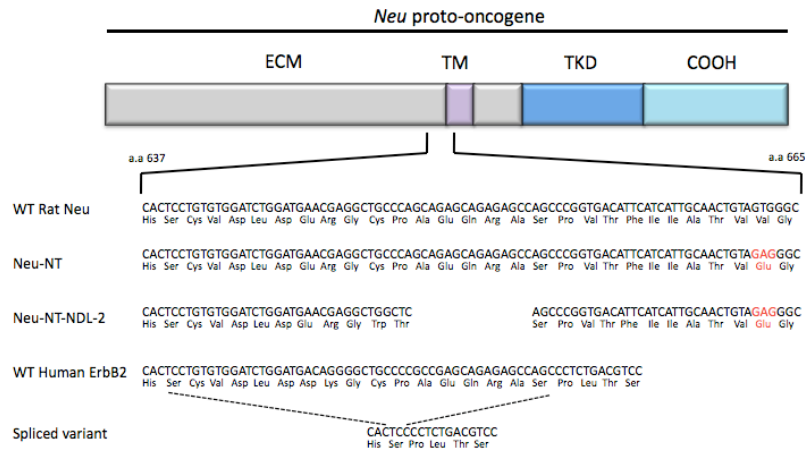 Neu proto-oncogene
ECM TM TKD COOH
a.a 637 a.a 665
WT Rat Neu CACTCCTGTGTGGATCTGGATGAACGAGGCTGCCCAGCAGAGCAGAGAGCCAGCCCGGTGACATTCATCATTGCAACTGTAGTGGGC
His Ser Cys Val Asp Leu Asp Glu Arg Gly Cys Pro Ala Glu Gln Arg Ala Ser Pro Val Thr Phe Ile Ile Ala Thr Val Val Gly
Neu-NT CACTCCTGTGTGGATCTGGATGAACGAGGCTGCCCAGCAGAGCAGAGAGCCAGCCCGGTGACATTCATCATTGCAACTGTAGAGGGC
His Ser Cys Val Asp Leu Asp Glu Arg Gly Cys Pro Ala Glu Gln Arg Ala Ser Pro Val Thr Phe Ile Ile Ala Thr Val Glu Gly
Neu-NT-NDL-2 CACTCCTGTGTGGATCTGGATGAACGAGGCTGGCTC AGCCCGGTGACATTCATCATTGCAACTGTAGAGGGC
His Ser Cys Val Asp Leu Asp Glu Arg Gly Trp Thr Ser Pro Val Thr Phe Ile Ile Ala Thr Val Glu Gly
WT Human ErbB2 CACTCCTGTGTGGATCTGGATGACAGGGGCTGCCCCGCCGAGCAGAGAGCCAGCCCTCTGACGTCC
His Ser Cys Val Asp Leu Asp Asp Lys Gly Cys Pro Ala Glu Gln Arg Ala Ser Pro Leu Thr Ser
Spliced variant CACTCCCCTCTGACGTCC
His Ser Pro Leu Thr Ser